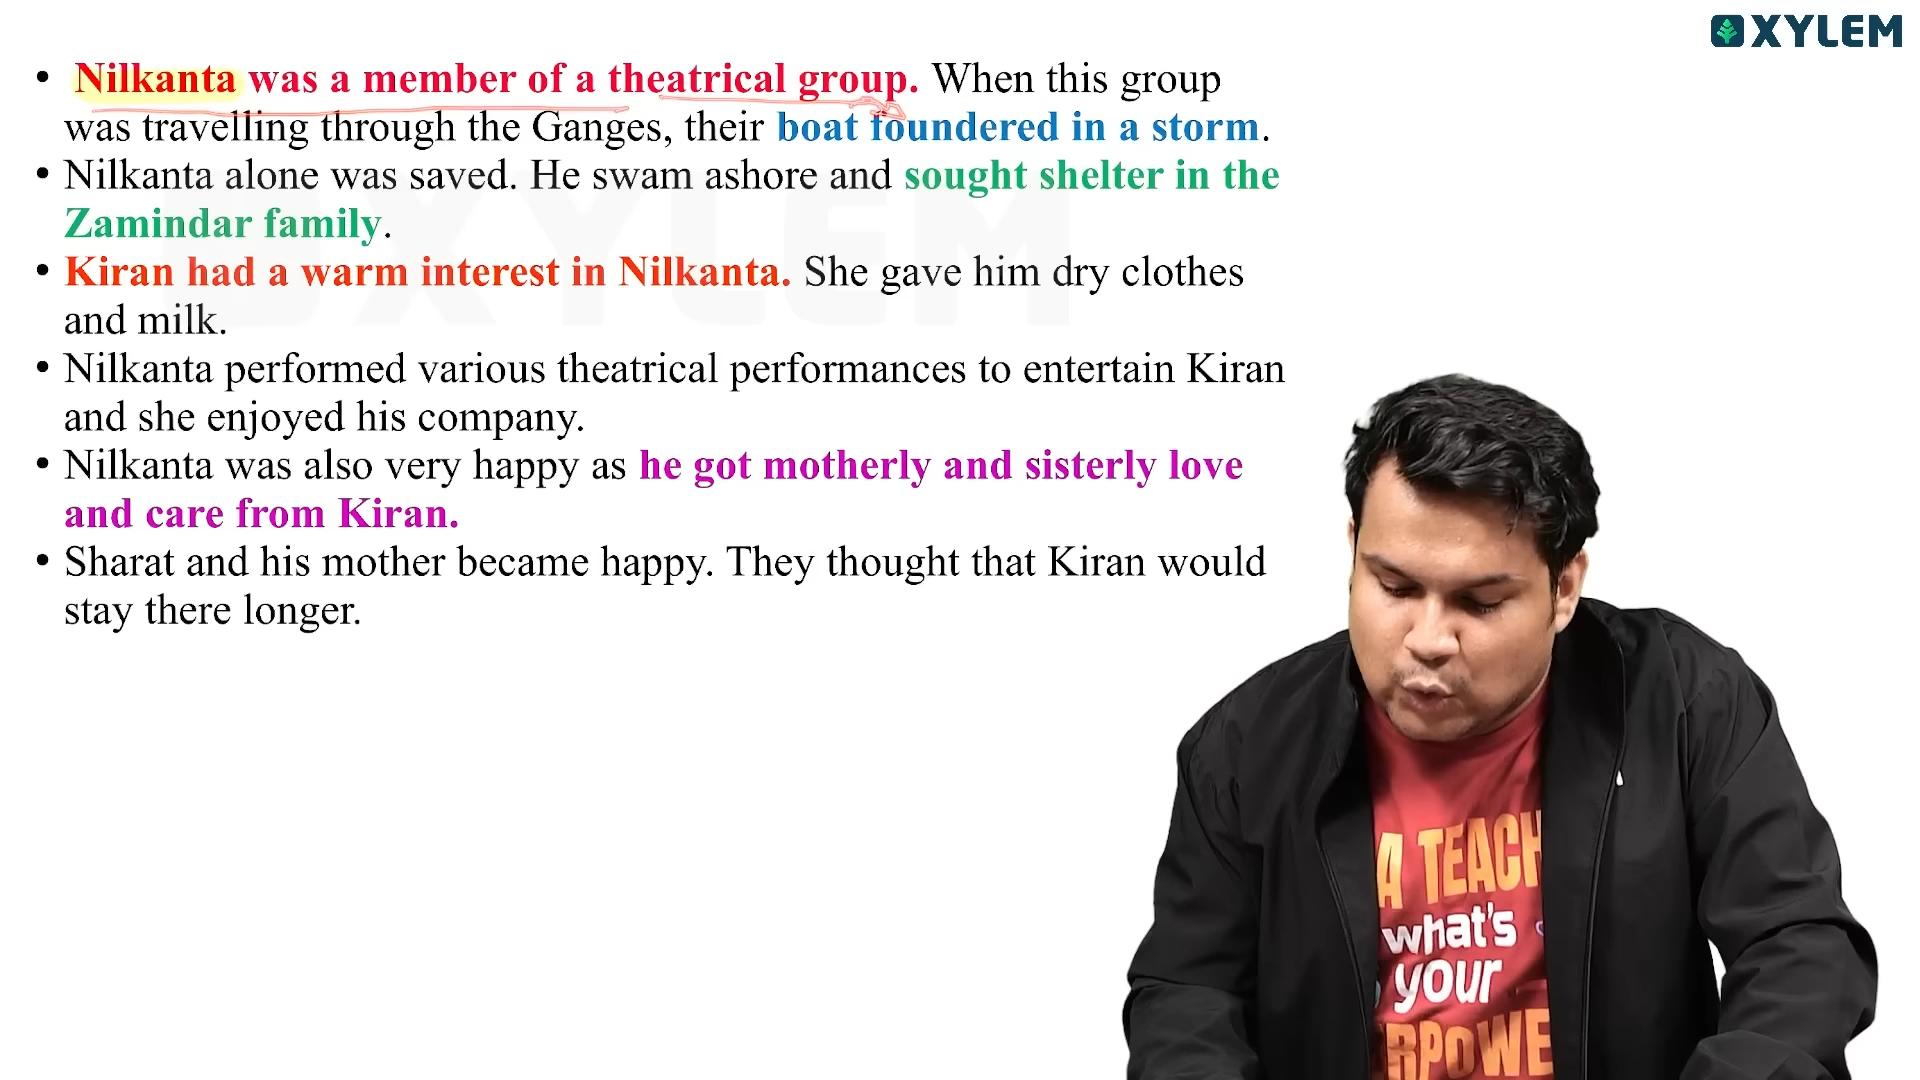 XYLEM
• Nilkanta was a member of a theatrical group. When this group
was travelling through the Ganges, their boat foundered in a storm.
• Nilkanta alone was saved. He swam ashore and sought shelter in the
Zamindar family.
• Kiran had a warm interest in Nilkanta. She gave him dry clothes
and milk.
• Nilkanta performed various theatrical performances to entertain Kiran
and she enjoyed his company.
• Nilkanta was also very happy as he got motherly and sisterly love
and care from Kiran.
• Sharat and his mother became happy. They thought that Kiran would
stay there longer.
XYLEM
A TEACH
what's
your
RPOWE